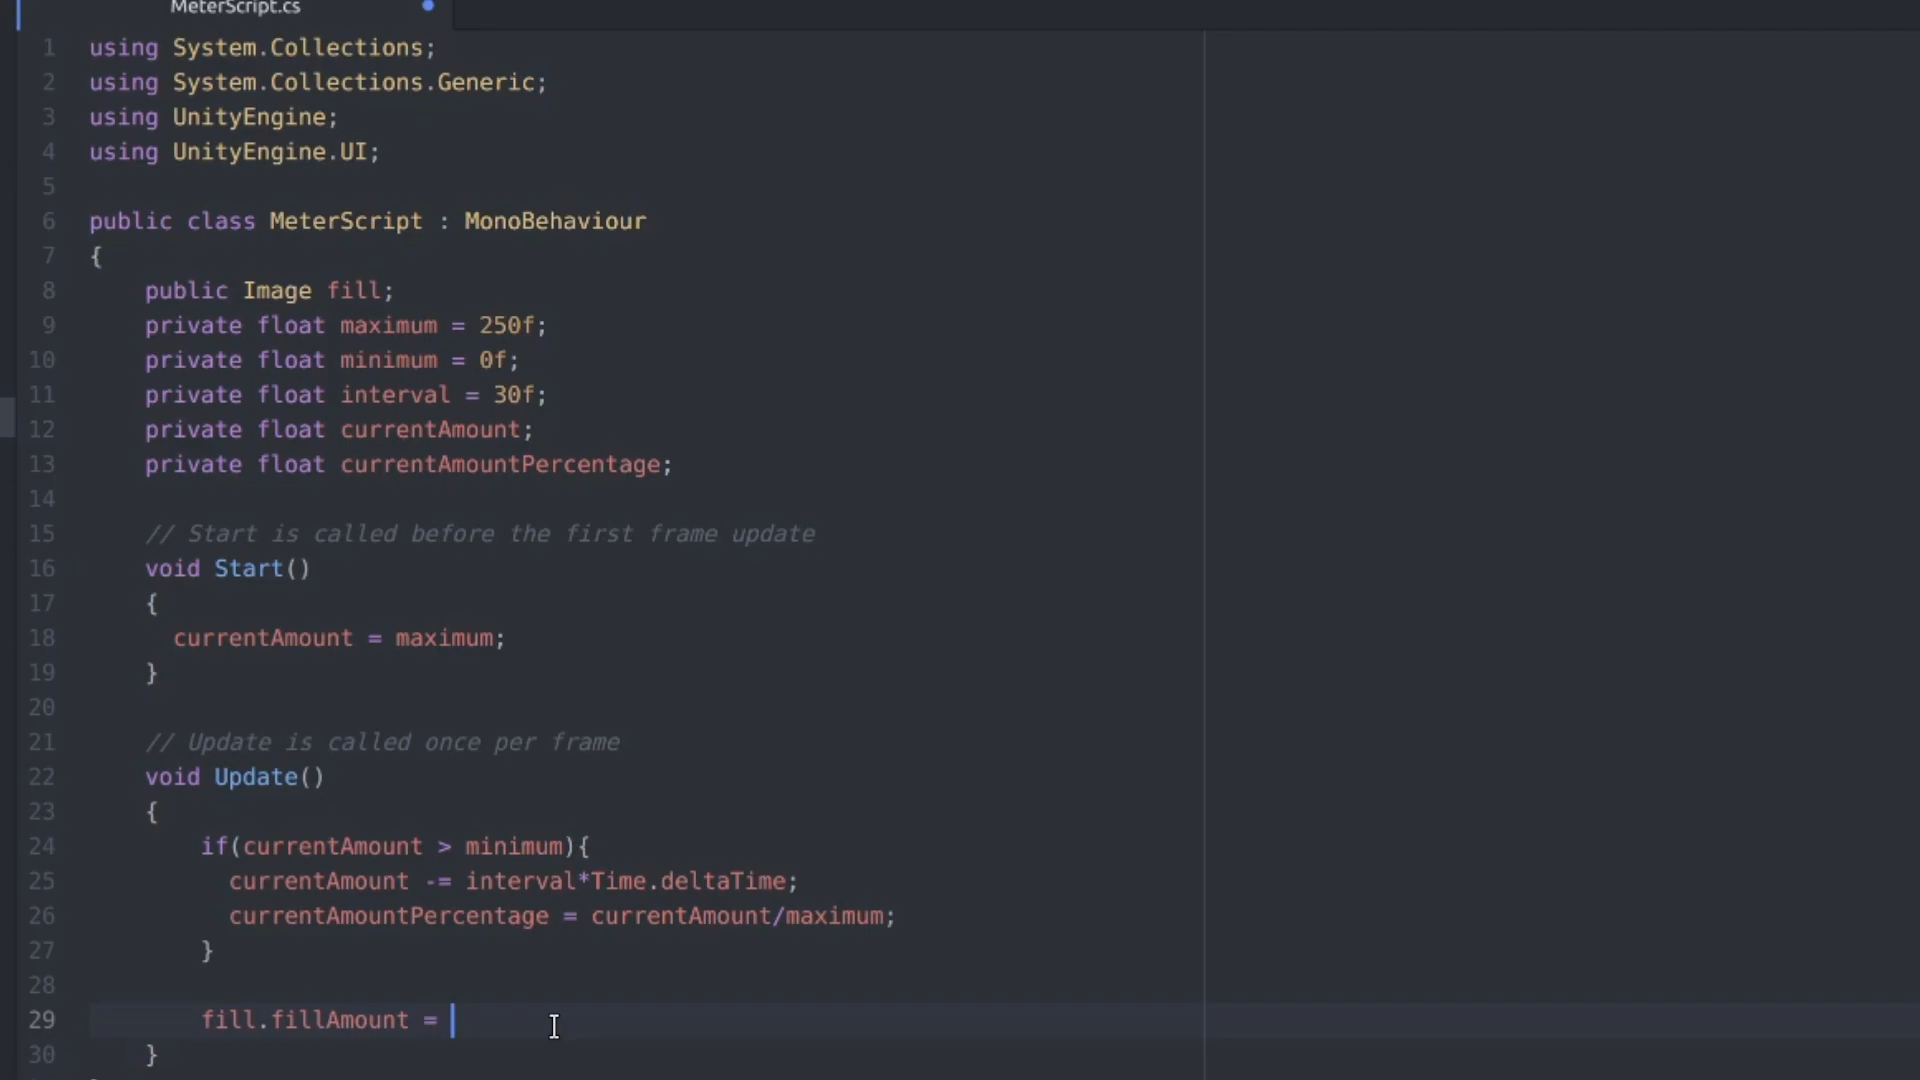 MeterScript.cs
1 using System.Collections;
2 using System.Collections.Generic;
3 using UnityEngine;
4 using UnityEngine.UI;
5
6 public class MeterScript : MonoBehaviour
7 {
8 public Image fill;
9 private float maximum = 250f;
10 private float minimum = 0f;
11 private float interval = 30f;
12 private float currentAmount;
13 private float currentAmountPercentage;
14
15 // Start is called before the first frame update
16 void Start()
17 {
18 currentAmount = maximum;
19 }
20
21 // Update is called once per frame
22 void Update()
23 {
24 if(currentAmount > minimum){
25 currentAmount -= interval*Time.deltaTime;
26 currentAmountPercentage = currentAmount/maximum;
27 }
28
29 fill.fillAmount =
30 }